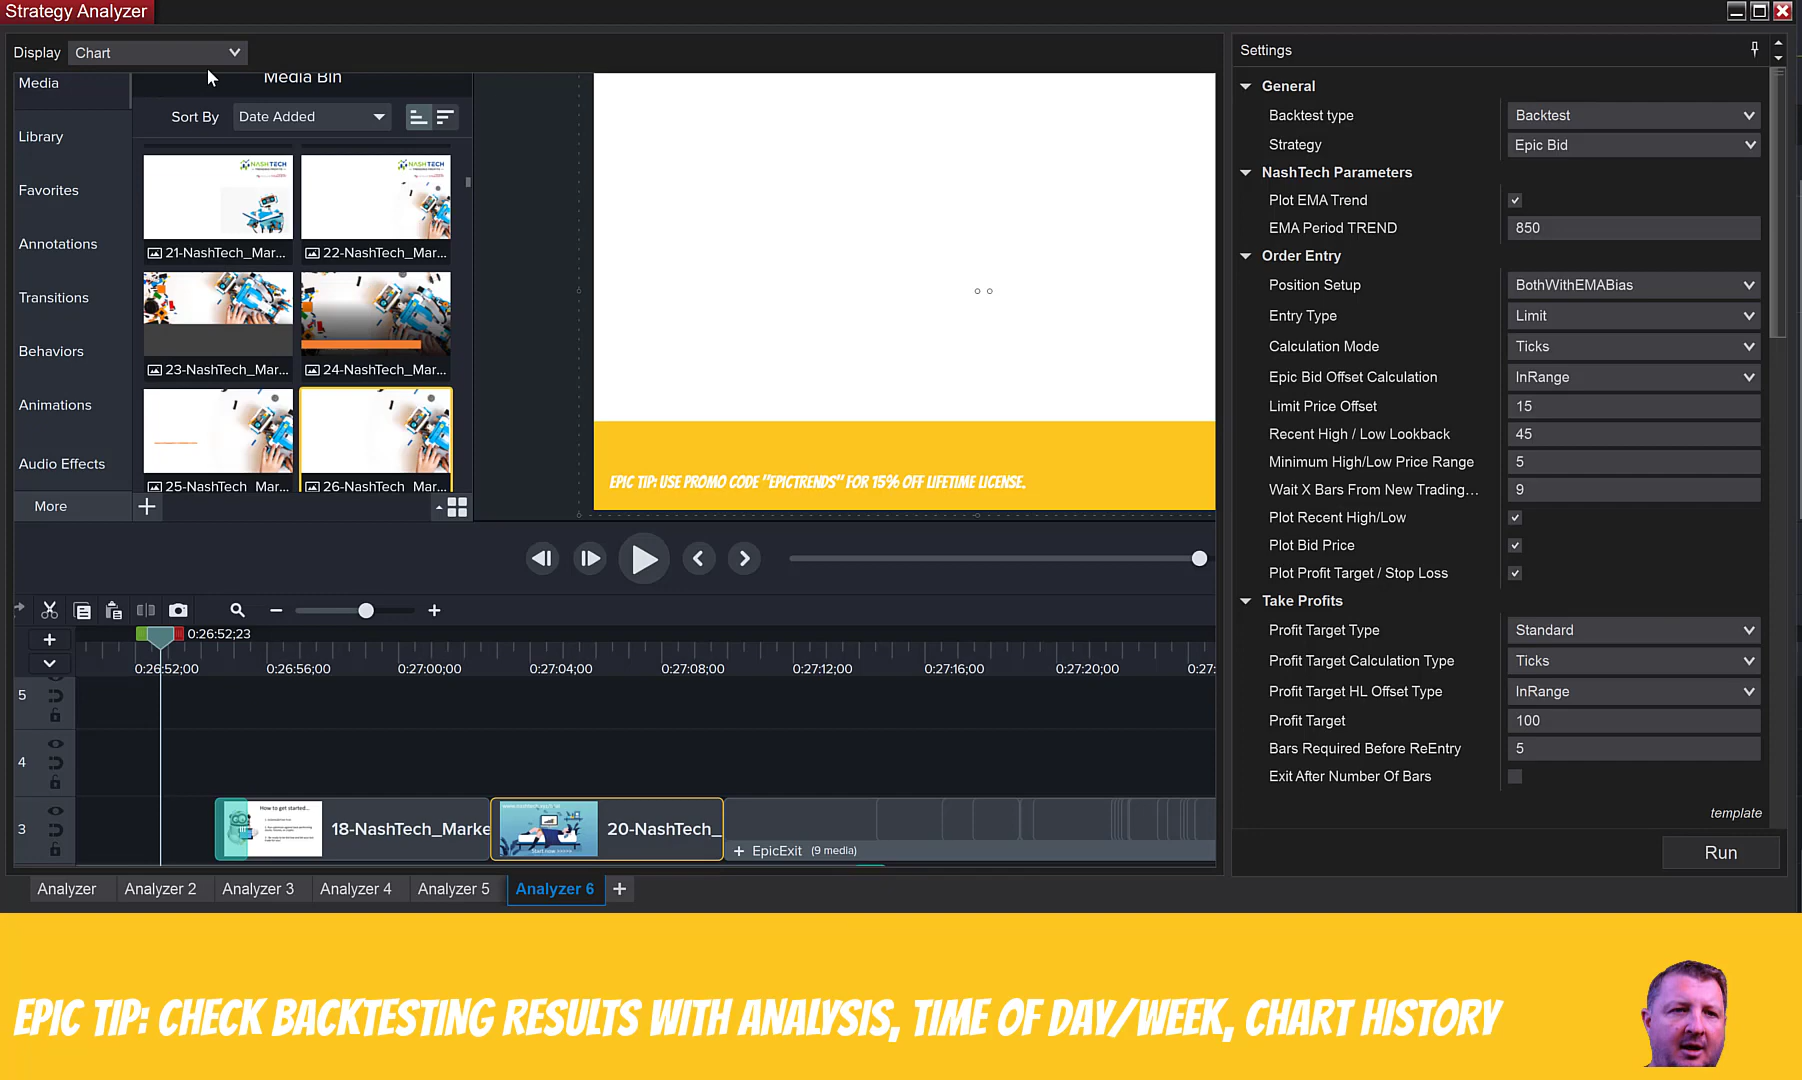 Strategy Analyzer
Display
Chart
Media
Library
Favorites
Annotations
Transitions
Behaviors
Animations
Audio Effects
More
Media Bin
Sort By
Date Added
NASHTECH
NASHTECH
21-NashTech_Mar...
22-NashTech_Mar...
23-NashTech_Mar...
24-NashTech_Mar...
25-NashTech_Mar...
26-NashTech_Mar...
EPIC TIP: USE PROMO CODE "EPICTRENDS" FOR 15% OFF LIFETIME LICENSE.
0:26:52;23
0:26:52;00
0:26:56;00
0:27:00;00
0:27:04;00
0:27:08;00
0:27:12;00
0:27:16;00
0:27:20;00
0:27:
5
4
3
How to get started...
18-NashTech_Marke
Start now >>>>>
20-NashTech_
+ EpicExit (9 media)
Analyzer
Analyzer 2
Analyzer 3
Analyzer 4
Analyzer 5
Analyzer 6
+
Settings
General
Backtest type
Backtest
Strategy
Epic Bid
NashTech Parameters
Plot EMA Trend
EMA Period TREND
850
Order Entry
Position Setup
BothWithEMABias
Entry Type
Limit
Calculation Mode
Ticks
Epic Bid Offset Calculation
InRange
Limit Price Offset
15
Recent High / Low Lookback
45
Minimum High/Low Price Range
5
Wait X Bars From New Trading...
9
Plot Recent High/Low
Plot Bid Price
Plot Profit Target / Stop Loss
Take Profits
Profit Target Type
Standard
Profit Target Calculation Type
Ticks
Profit Target HL Offset Type
InRange
Profit Target
100
Bars Required Before ReEntry
5
Exit After Number Of Bars
template
Run
EPIC TIP: CHECK BACKTESTING RESULTS WITH ANALYSIS, TIME OF DAY/WEEK, CHART HISTORY